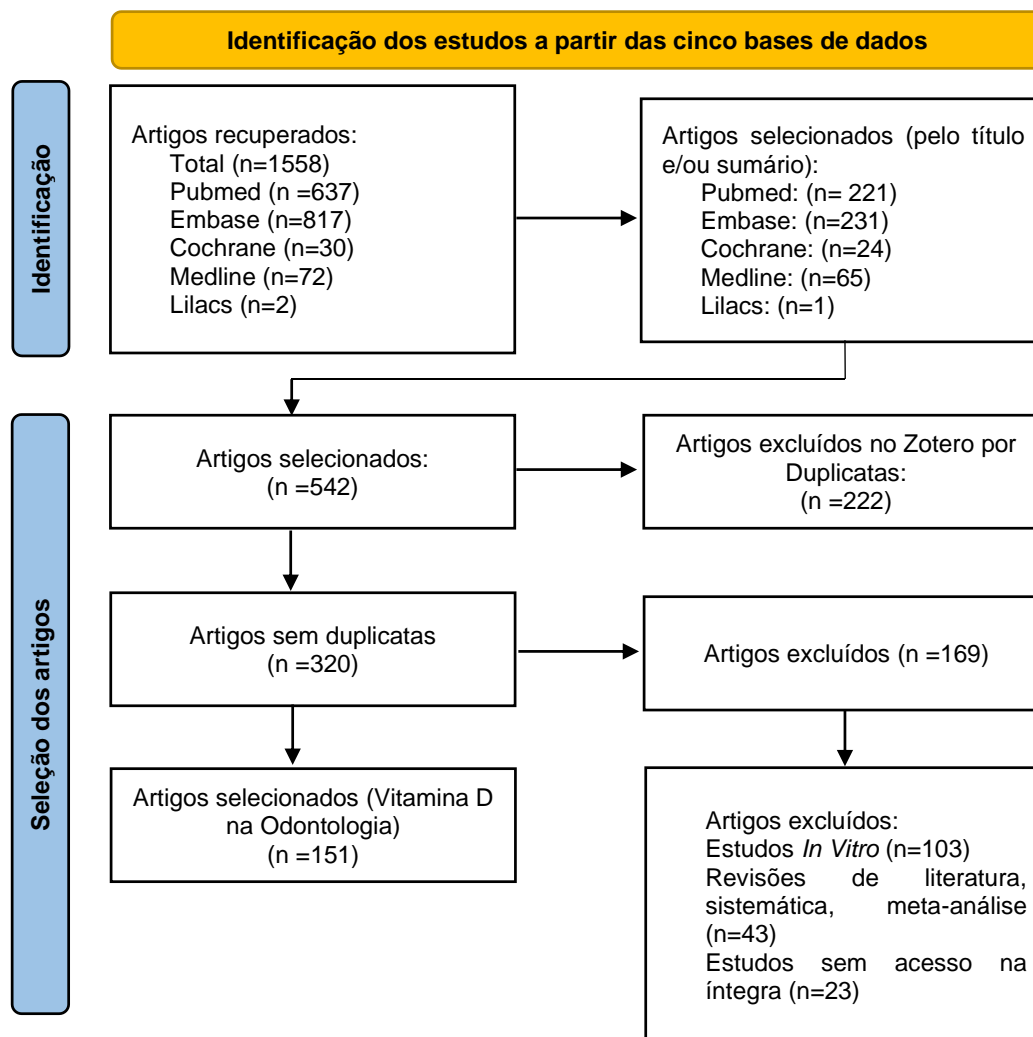 Identificação dos estudos a partir das cinco bases de dados
Identificação
Artigos recuperados:
Total (n=1558)
Pubmed (n =637)
Embase (n=817)
Cochrane (n=30)
Medline (n=72)
Lilacs (n=2)
Artigos selecionados (pelo título
e/ou sumário):
Pubmed: (n= 221)
Embase: (n=231)
Cochrane: (n=24)
Medline: (n=65)
Lilacs: (n=1)
Seleção dos artigos
Artigos selecionados:
(n =542)
Artigos excluídos no Zotero por
Duplicatas:
(n =222)
Artigos sem duplicatas
(n =320)
Artigos excluídos (n =169)
Artigos selecionados (Vitamina D
na Odontologia)
(n =151)
Artigos excluídos:
Estudos In Vitro (n=103)
Revisões de literatura,
sistemática, meta-análise
(n=43)
Estudos sem acesso na
íntegra (n=23)